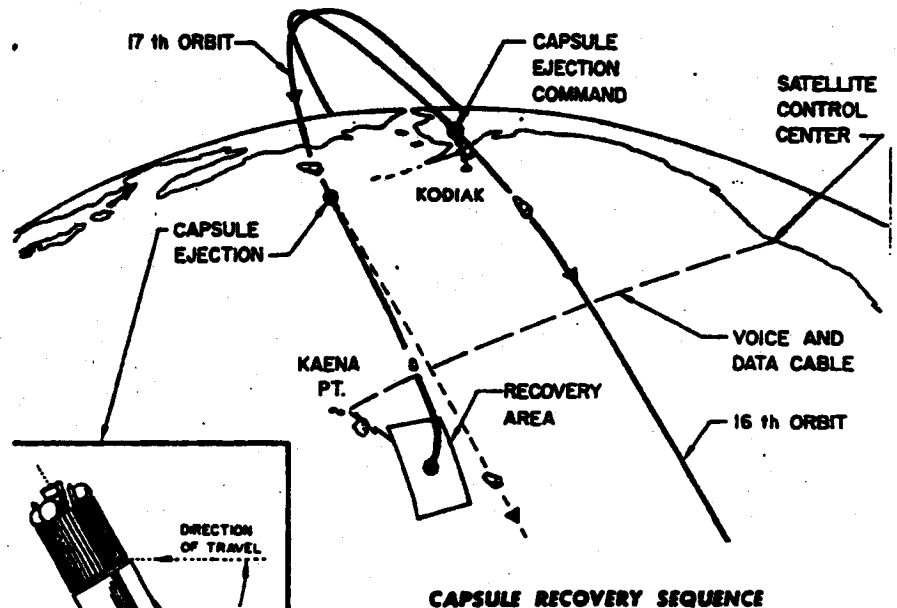 17 th ORBIT
CAPSULE
EJECTION
COMMAND
SATELLITE
CONTROL
CENTER
KODIAK
CAPSULE
EJECTION
VOICE AND
DATA CABLE
KAENA
PT.
RECOVERY
AREA
16 th ORBIT
DIRECTION
OF TRAVEL
CAPSULE RECOVERY SEQUENCE